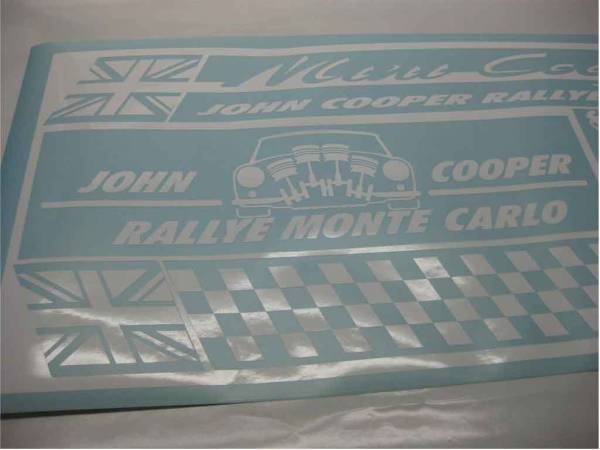 Mini Coo
JOHN COOPER RALLYE
JOHN COOPER
RALLYE MONTE CARLO